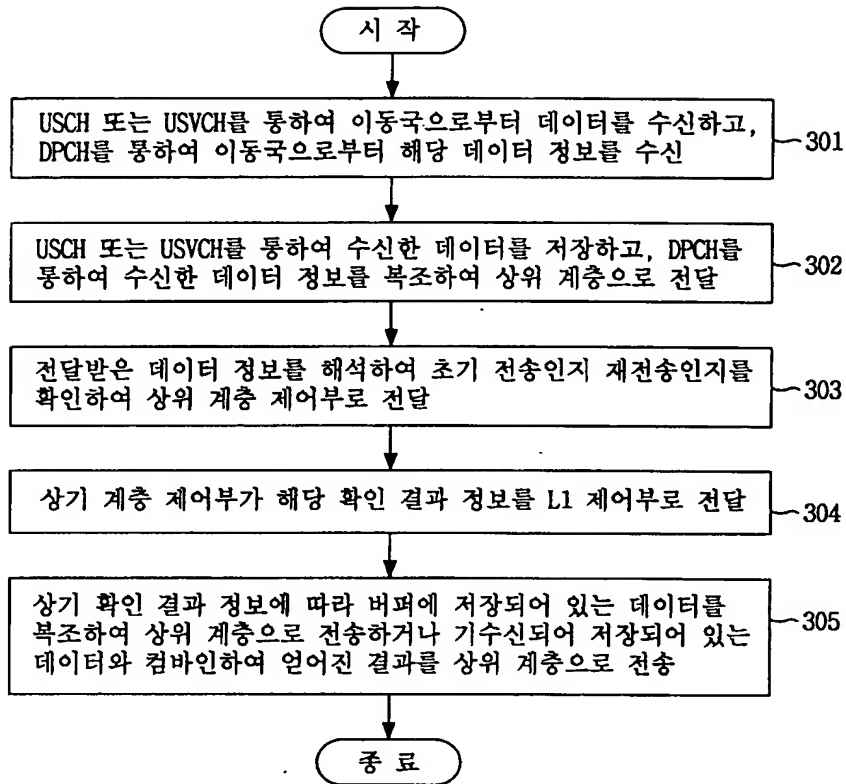 시 작
USCH 또는 USVCH를 통하여 이동국으로부터 데이터를 수신하고,
DPCH를 통하여 이동국으로부터 해당 데이터 정보를 수신
301
USCH 또는 USVCH를 통하여 수신한 데이터를 저장하고, DPCH를
통하여 수신한 데이터 정보를 복조하여 상위 계층으로 전달
302
전달받은 데이터 정보를 해석하여 초기 전송인지 재전송인지를
확인하여 상위 계층 제어부로 전달
303
상기 계층 제어부가 해당 확인 결과 정보를 L1 제어부로 전달
304
상기 확인 결과 정보에 따라 버퍼에 저장되어 있는 데이터를
복조하여 상위 계층으로 전송하거나 기수신되어 저장되어 있는
데이터와 컴바인하여 얻어진 결과를 상위 계층으로 전송
305
종 료